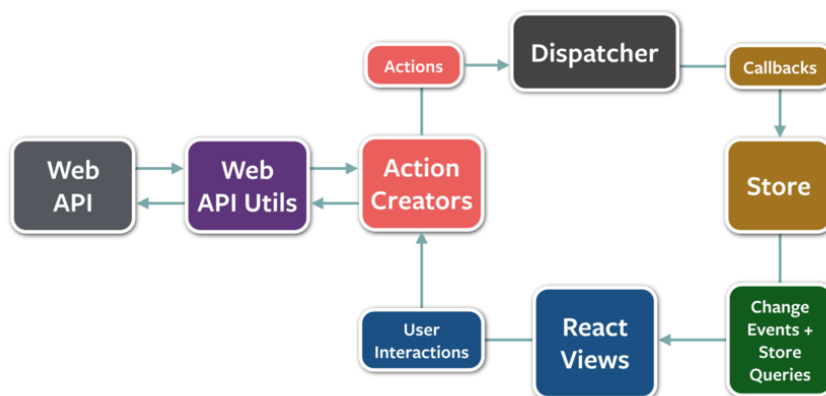 Actions
Dispatcher
Callbacks
Web
API
Web
API Utils
Action
Creators
Store
User
Interactions
React
Views
Change
Events +
Store
Queries